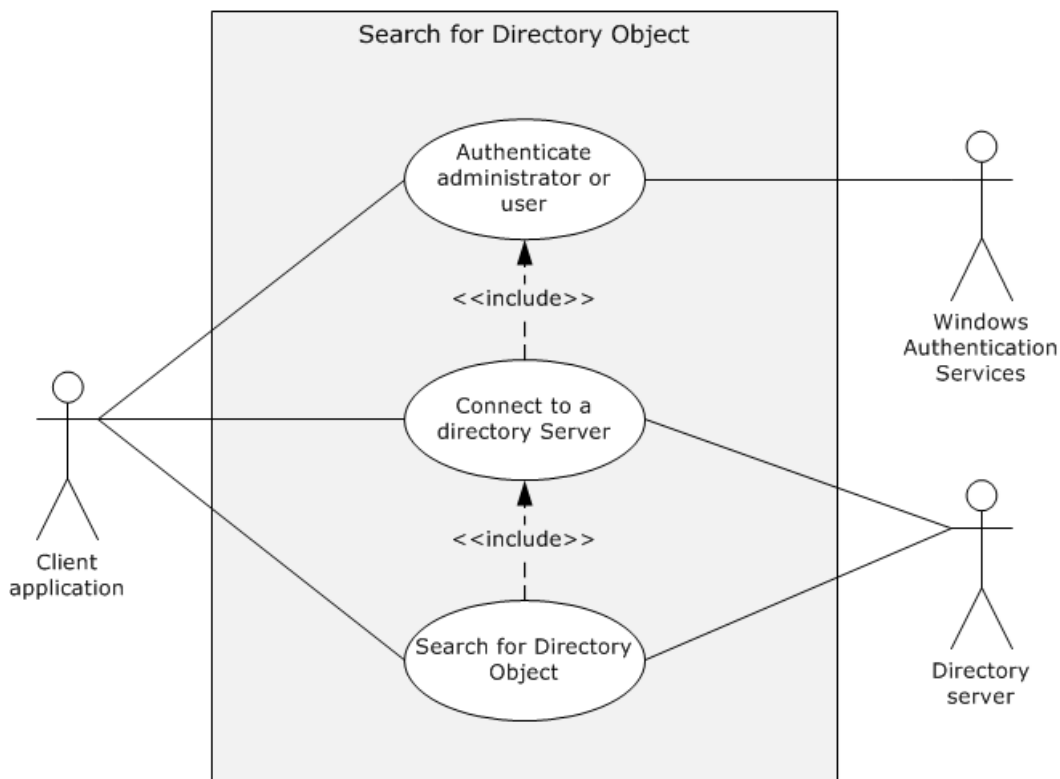 Search for Directory Object
Authenticate
administrator or
user
<<include>>
Windows
Authentication
Services
Connect to a
directory Server
<<include>>
Client
application
Search for Directory
Object
Directory
server